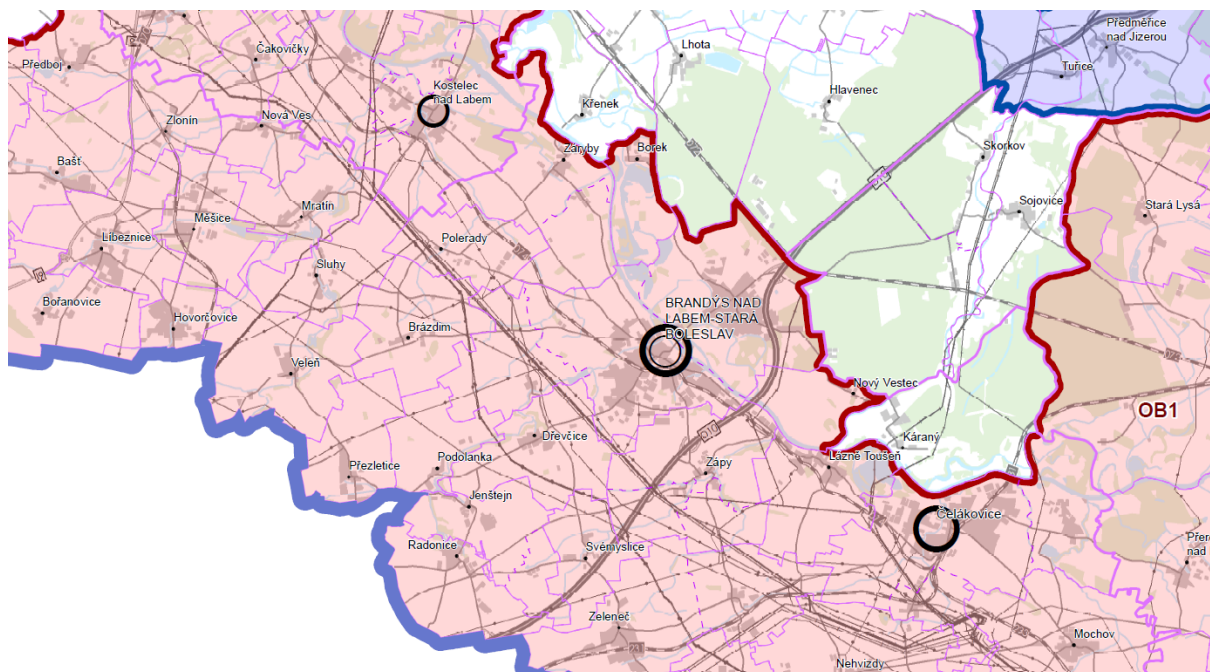 Předměřice
nad Jizerou
Lhota
Čakovičky
Předboj
Tuřice
Kostelec
nad Labem
Hlavenec
Křenek
Nová Ves
Zlonín
Záryby
Borek
Skorkov
Bašť
Sojovice
Stará Lysá
Mratín
Měšice
Líbeznice
Polerady
Sluhy
Bořanovice
Hovorčovice
BRANDÝS NAD
LABEM-STARÁ
BOLESLAV
Brázdim
Veleň
Nový Vestec
OB1
D10
Dřevčice
Káraný
Podolanka
Zápy
Lázně Toušeň
Přezletice
Jenštejn
Čelákovice
Radonice
Svémyslice
Zeleneč
Mochov
Nehvizdy